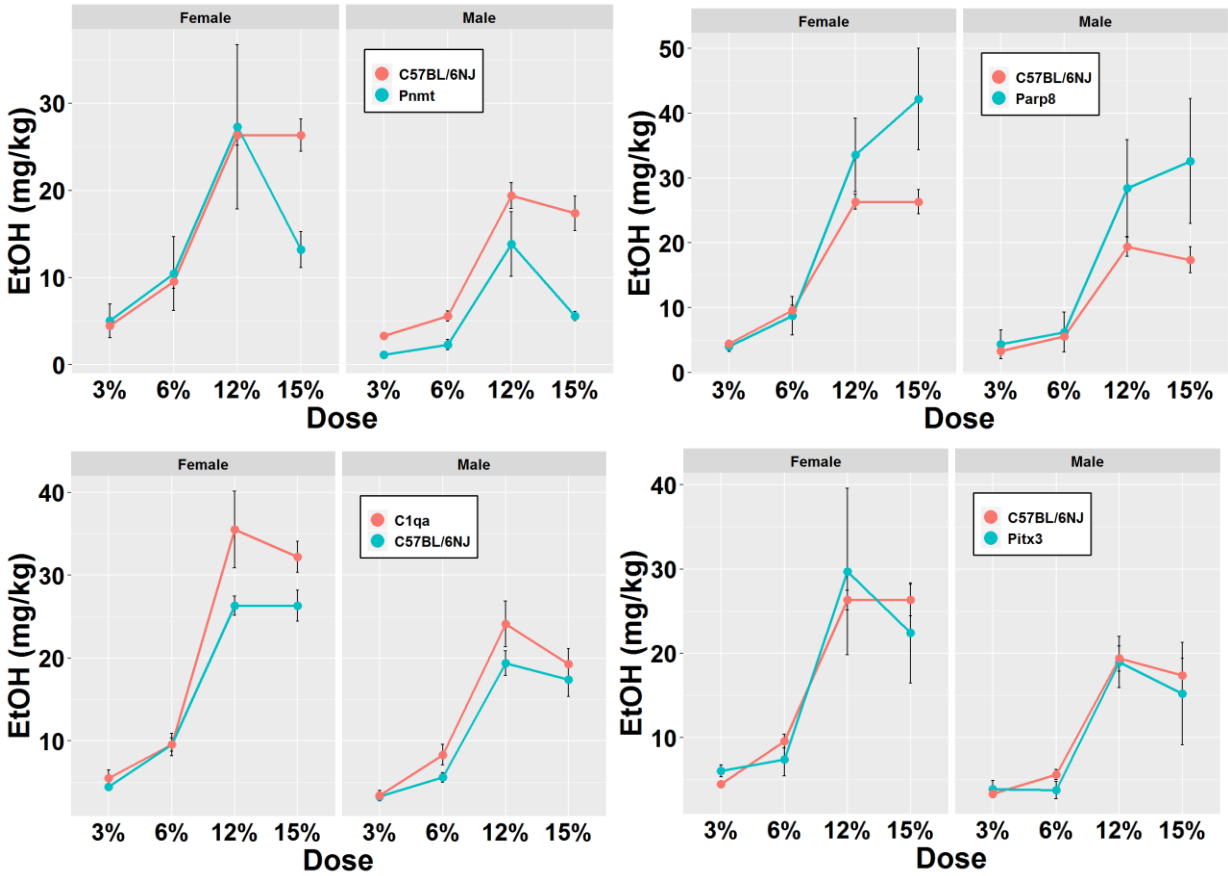 Female Male
C57BL/6NJ
Pnmt
EtOH (mg/kg)
30
20
10
0
3% 6% 12% 15% 3% 6% 12% 15%
Dose
Female Male
C57BL/6NJ
Parp8
EtOH (mg/kg)
50
40
30
20
10
0
3% 6% 12% 15% 3% 6% 12% 15%
Dose
Female Male
C1qa
C57BL/6NJ
EtOH (mg/kg)
40
30
20
10
3% 6% 12% 15% 3% 6% 12% 15%
Dose
Female Male
C57BL/6NJ
Pitx3
EtOH (mg/kg)
40
30
20
10
3% 6% 12% 15% 3% 6% 12% 15%
Dose